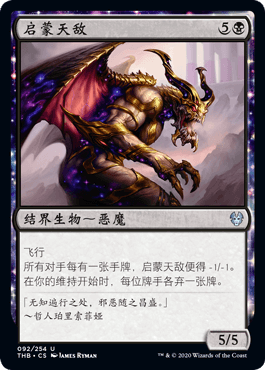 启蒙天敌 5
结界生物～恶魔
飞行
所有对手每有一张手牌，启蒙天敌便得 -1/-1。
在你的维持开始时，每位牌手各弃一张牌。
「无知遍行之处，邪恶随之昌盛。」
～哲人珀里索菲娅
5/5
092/254 U
THB • CS JAMES RYMAN
™ & © 2020 Wizards of the Coast